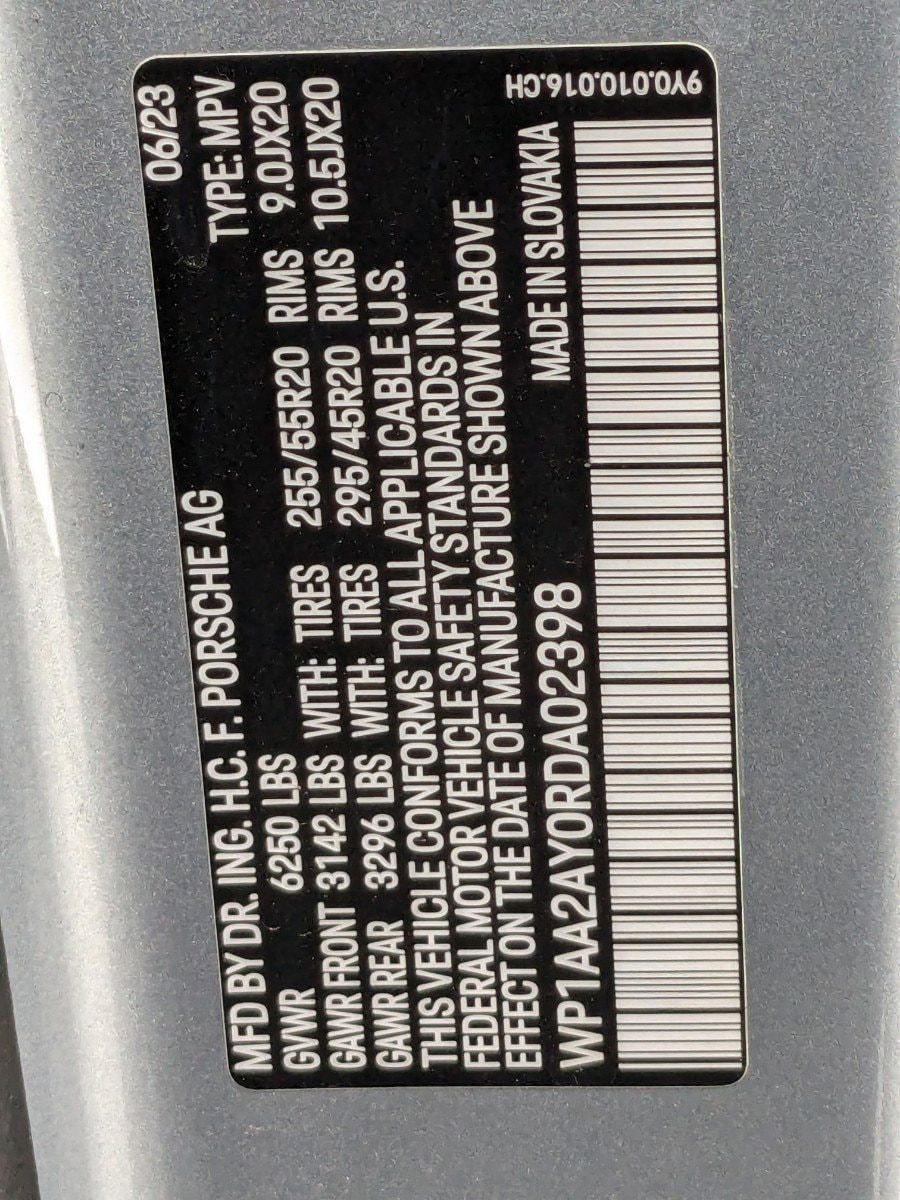 MFD BY DR. ING. H.C. F. PORSCHE AG 06/23
TYPE: MPV
GVWR 6250 LBS
GAWR FRONT 3142 LBS WITH: TIRES 255/55R20 RIMS 9.0JX20
GAWR REAR 3296 LBS WITH: TIRES 295/45R20 RIMS 10.5JX20
THIS VEHICLE CONFORMS TO ALL APPLICABLE U.S.
FEDERAL MOTOR VEHICLE SAFETY STANDARDS IN
EFFECT ON THE DATE OF MANUFACTURE SHOWN ABOVE
WP1AA2AY0RDA02398 MADE IN SLOVAKIA
9Y0.010.016.CH